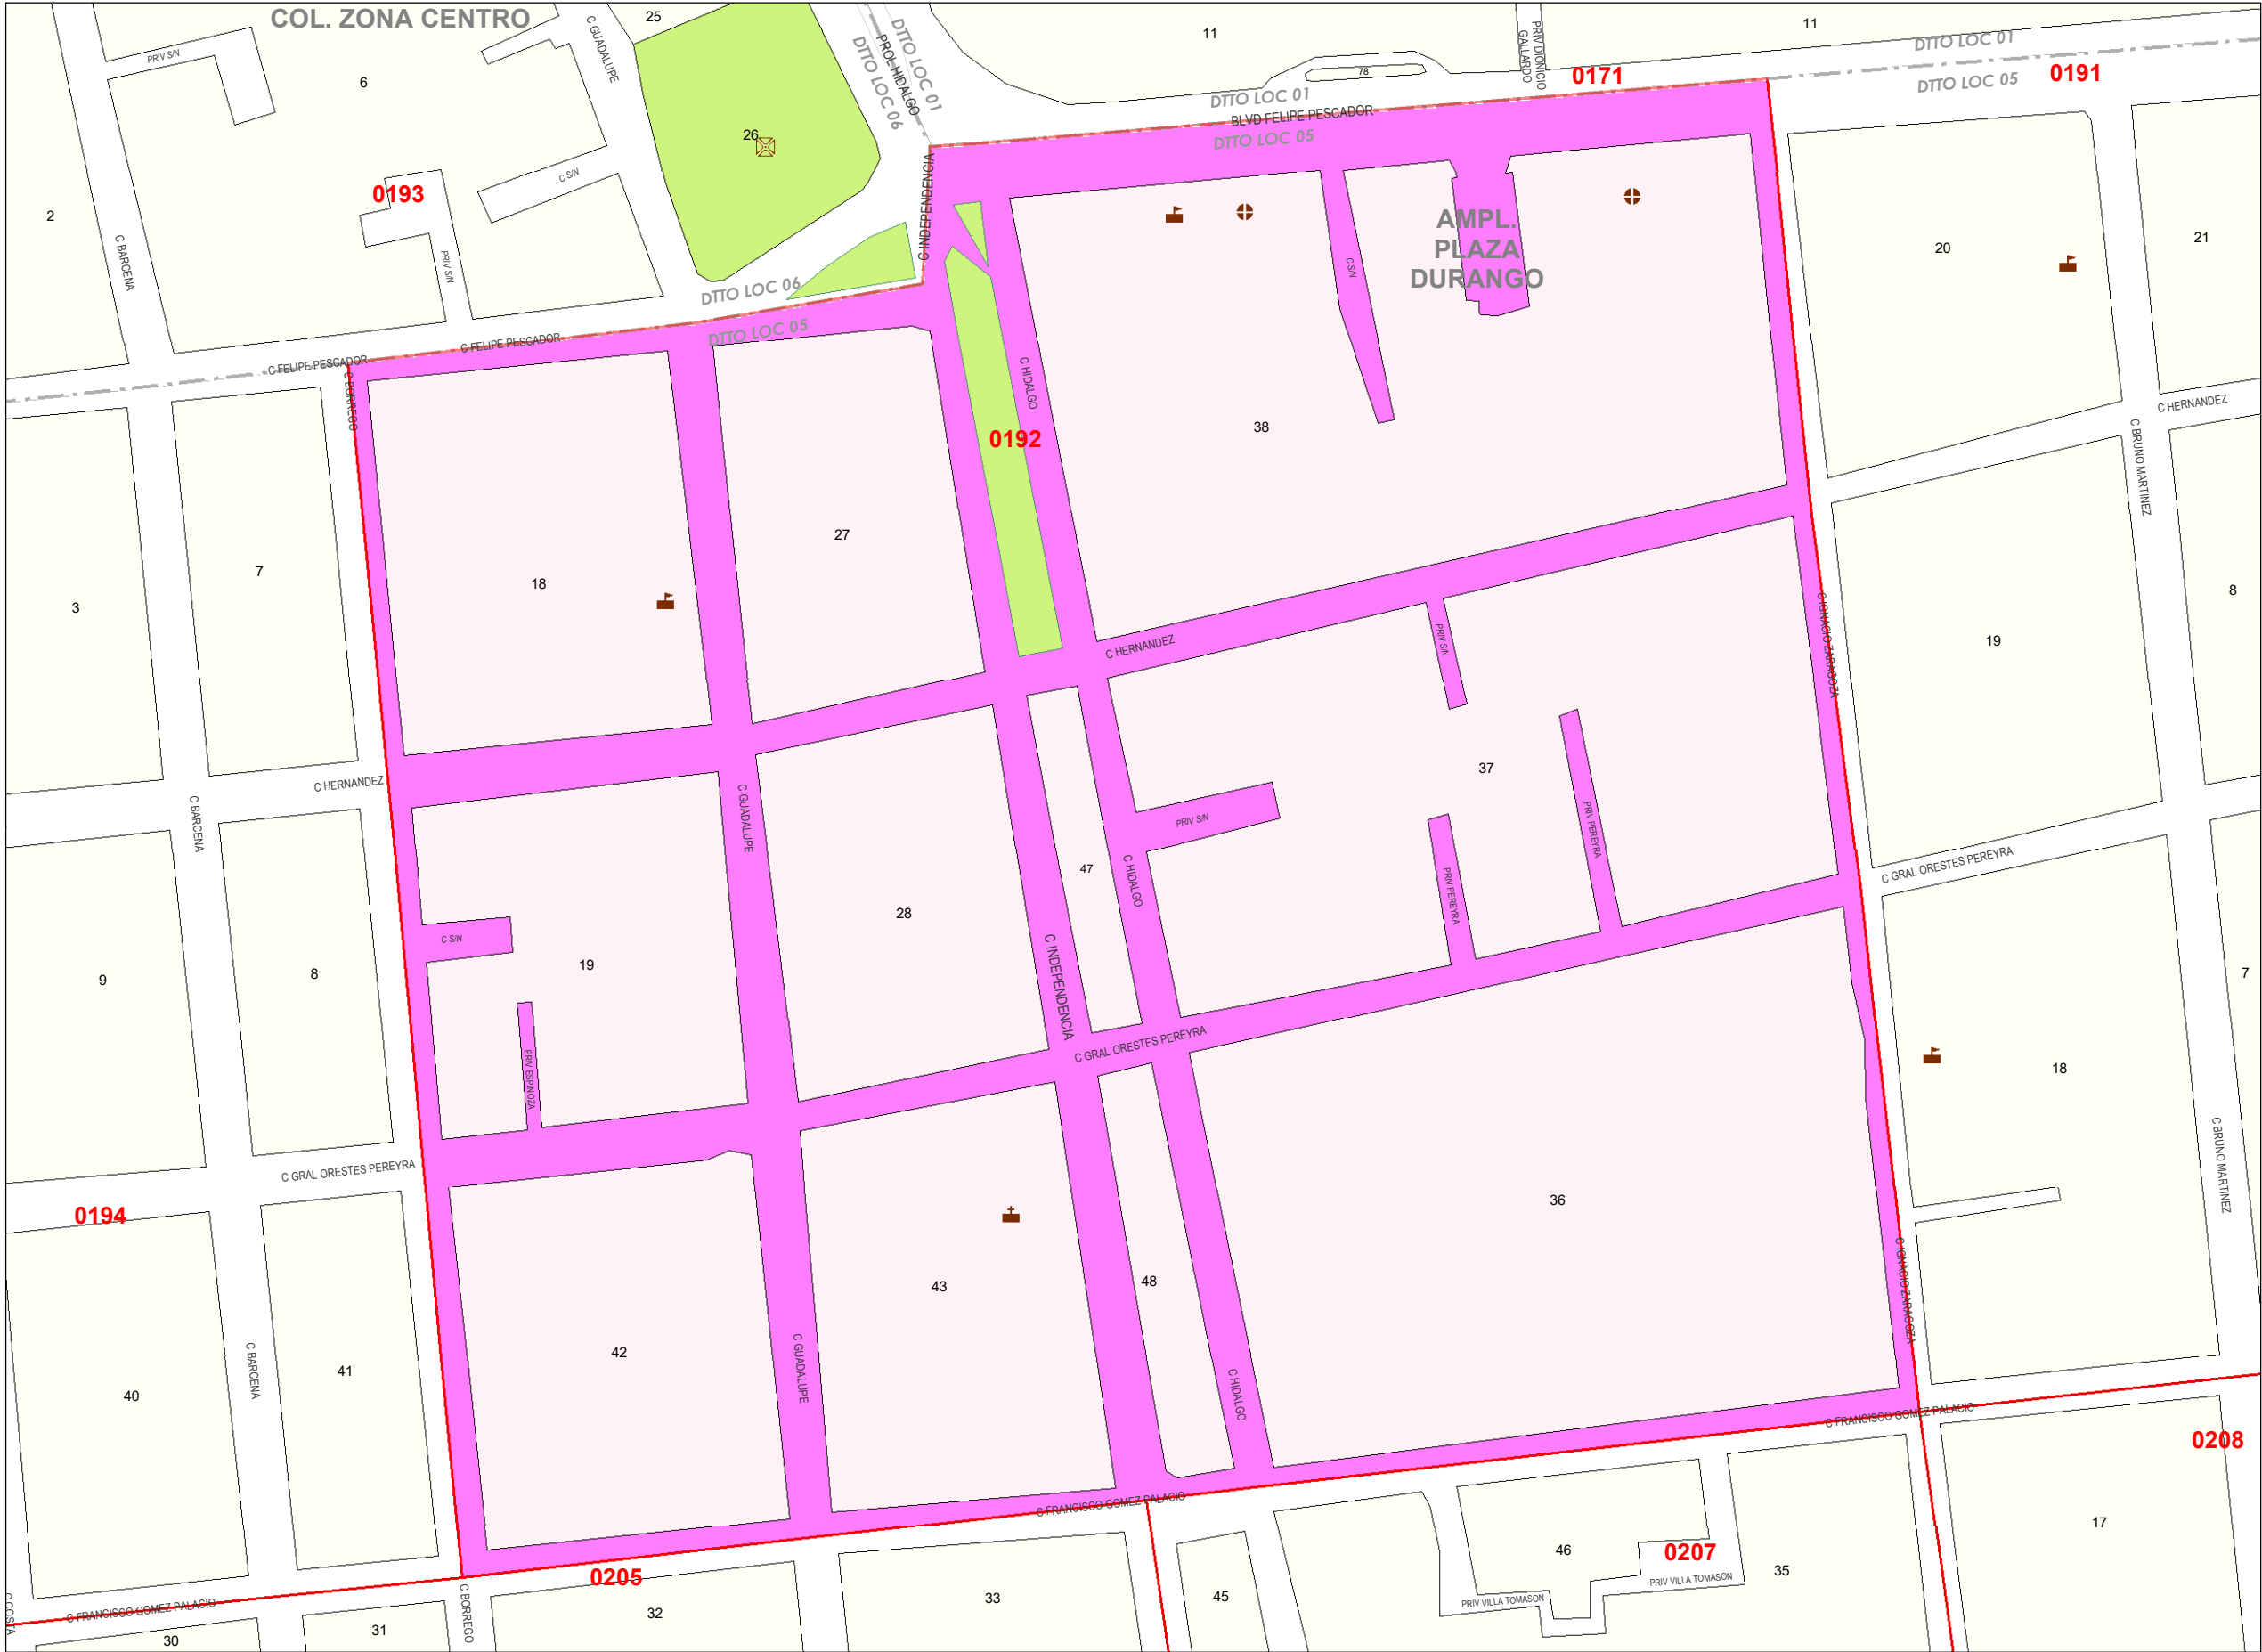 COL. ZONA CENTRO
25
11
11
PRIV S/N
C GUADALUPE
PROL HIDALGO
DTTO LOC 01
DTTO LOC 06
PRIV DIONICIO
GALLARDO
DTTO LOC 01
0171
0191
DTTO LOC 05
78
6
DTTO LOC 01
BLVD FELIPE PESCADOR
DTTO LOC 05
26
C S/N
0193
2
C BARCENA
PRIV S/N
C INDEPENDENCIA
AMPL.
PLAZA
DURANGO
20
21
C S/N
DTTO LOC 06
DTTO LOC 05
C FELIPE PESCADOR
C FELIPE PESCADOR
C BORREGO
C HIDALGO
C HERNANDEZ
0192
38
C BRUNO MARTINEZ
27
7
18
3
8
19
C HERNANDEZ
PRIV S/N
C IGNACIO ZARAGOZA
37
C HERNANDEZ
C BARCENA
C GUADALUPE
PRIV S/N
PRIV PEREYRA
47
C HIDALGO
C GRAL ORESTES PEREYRA
PRIV PEREYRA
28
19
C S/N
9
8
7
C INDEPENDENCIA
C GRAL ORESTES PEREYRA
PRIV ESPINOZA
18
C GRAL ORESTES PEREYRA
C BRUNO MARTINEZ
0194
36
43
48
C IGNACIO ZARAGOZA
42
41
40
C BARCENA
C GUADALUPE
C HIDALGO
C FRANCISCO GOMEZ PALACIO
0208
C FRANCISCO GOMEZ PALACIO
17
46
0207
35
0205
PRIV VILLA TOMASON
PRIV VILLA TOMASON
33
45
C COSTA
C FRANCISCO GOMEZ PALACIO
C BORREGO
32
31
30